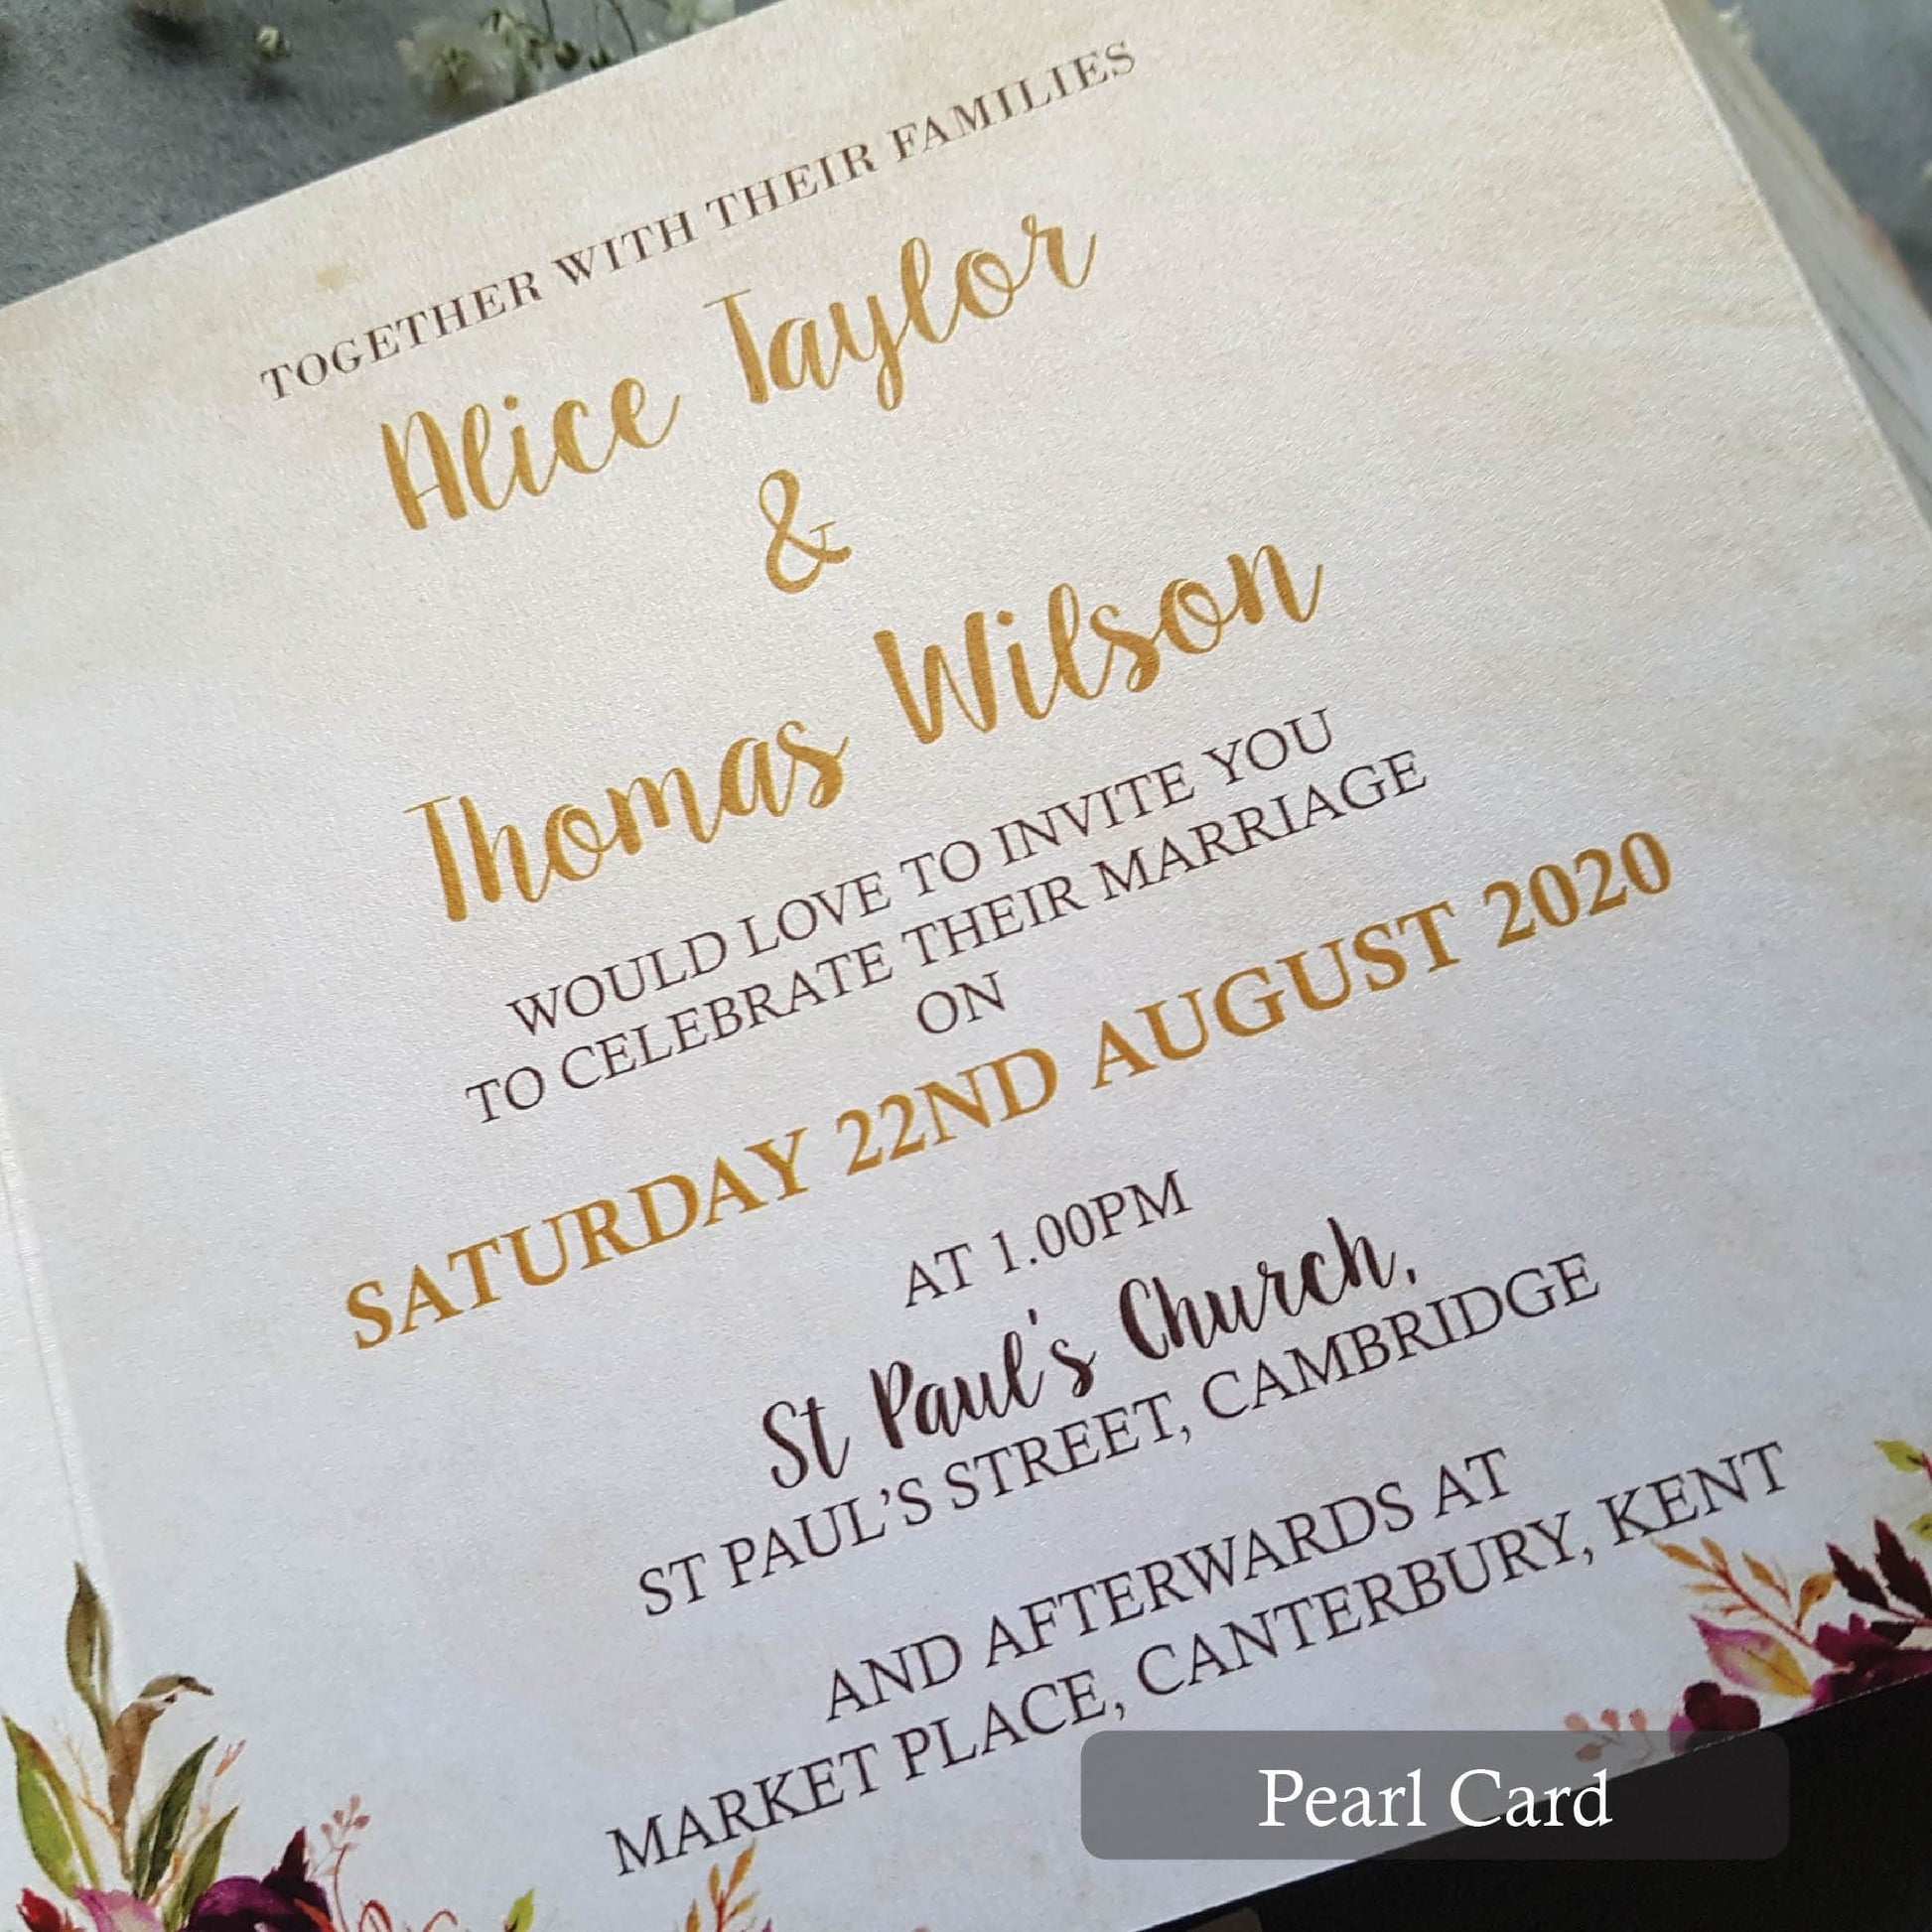 TOGETHER WITH THEIR FAMILIES
Alice Taylor
&
Thomas Wilson
WOULD LOVE TO INVITE YOU
TO CELEBRATE THEIR MARRIAGE
ON
SATURDAY 22ND AUGUST 2020
AT 1.00PM
St Paul's Church,
ST PAUL’S STREET, CAMBRIDGE
AND AFTERWARDS AT
MARKET PLACE, CANTERBURY, KENT
Pearl Card